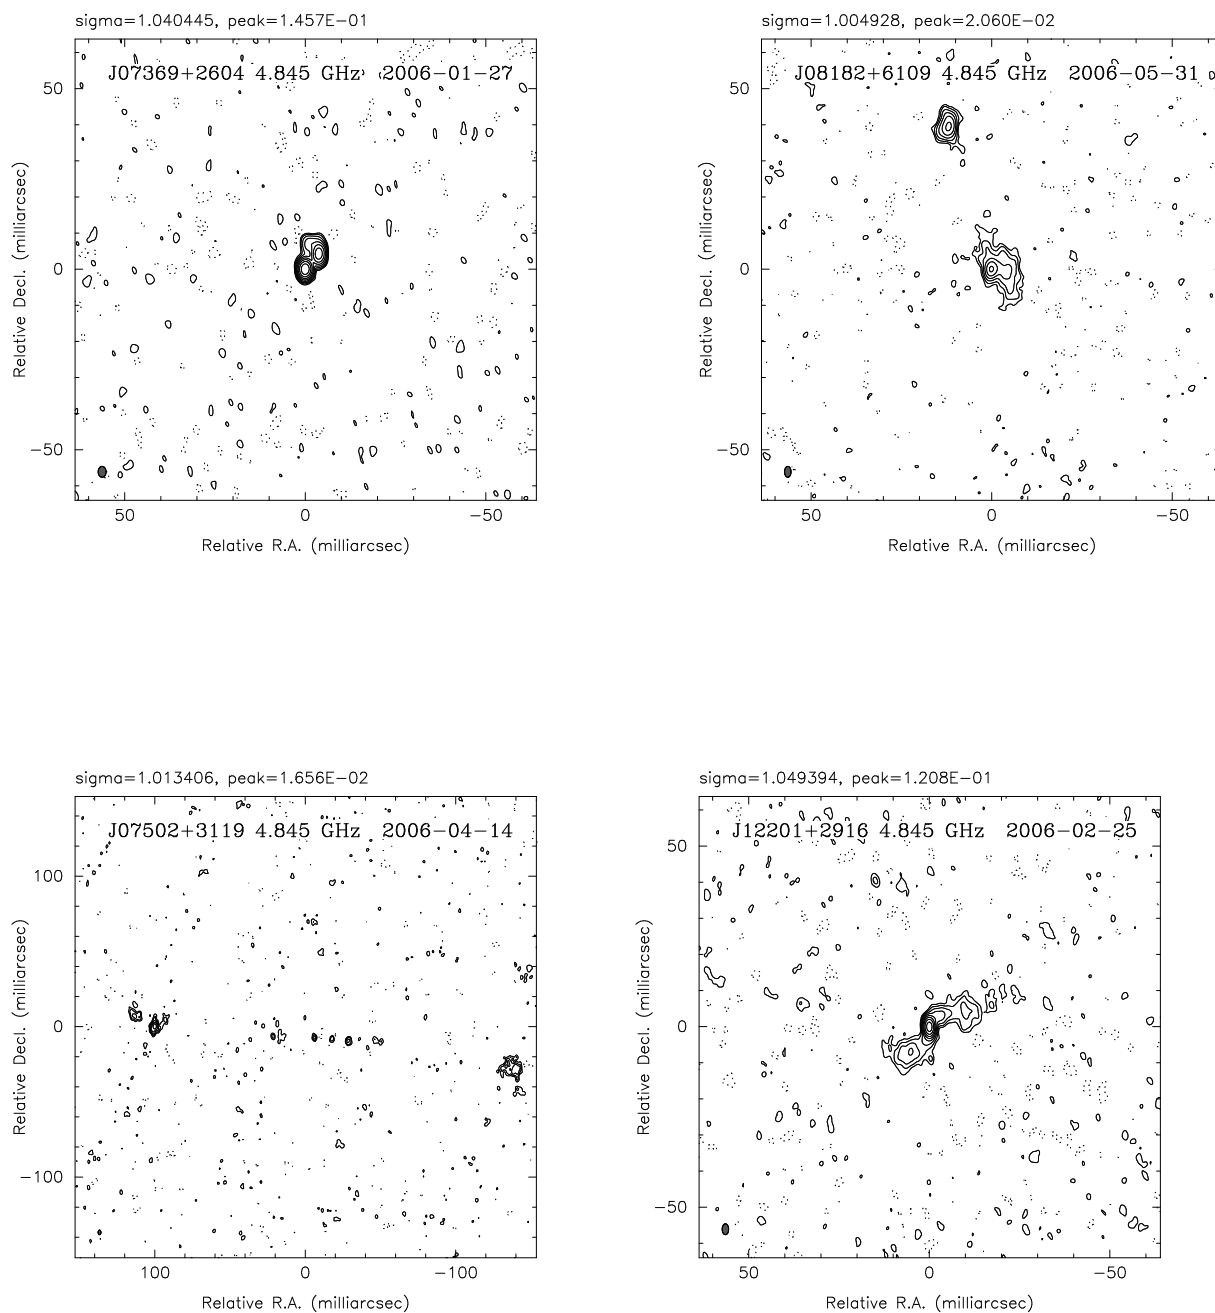 sigma=1.040445, peak=1.457E−01
J07369+2604 4.845 GHz 2006−01−27
50
0
−50
Relative Decl. (milliarcsec)
50 0 −50
Relative R.A. (milliarcsec)
sigma=1.004928, peak=2.060E−02
J08182+6109 4.845 GHz 2006−05−31
50
0
−50
Relative Decl. (milliarcsec)
50 0 −50
Relative R.A. (milliarcsec)
sigma=1.013406, peak=1.656E−02
J07502+3119 4.845 GHz 2006−04−14
100
0
−100
Relative Decl. (milliarcsec)
100 0 −100
Relative R.A. (milliarcsec)
sigma=1.049394, peak=1.208E−01
J12201+2916 4.845 GHz 2006−02−25
50
0
−50
Relative Decl. (milliarcsec)
50 0 −50
Relative R.A. (milliarcsec)